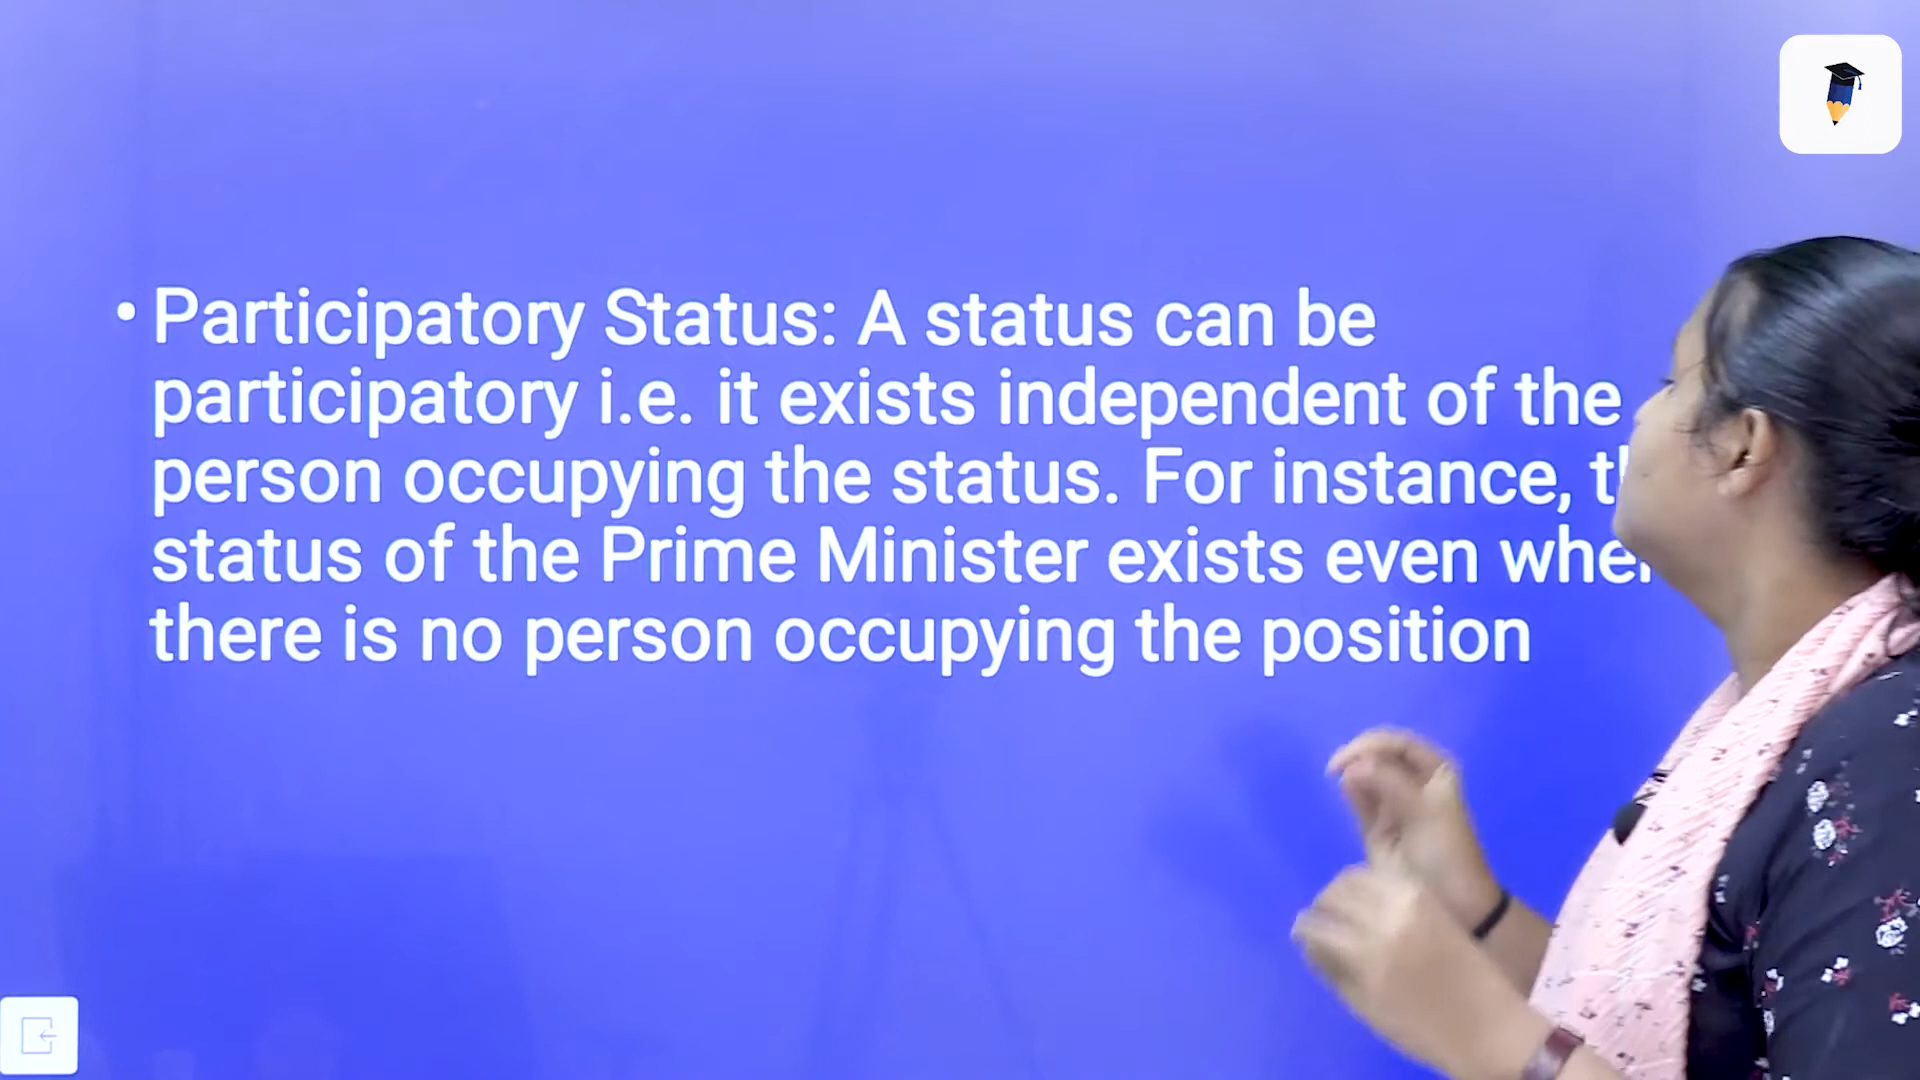 • Participatory Status: A status can be
participatory i.e. it exists independent of the
person occupying the status. For instance,
status of the Prime Minister exists even
there is no person occupying the position